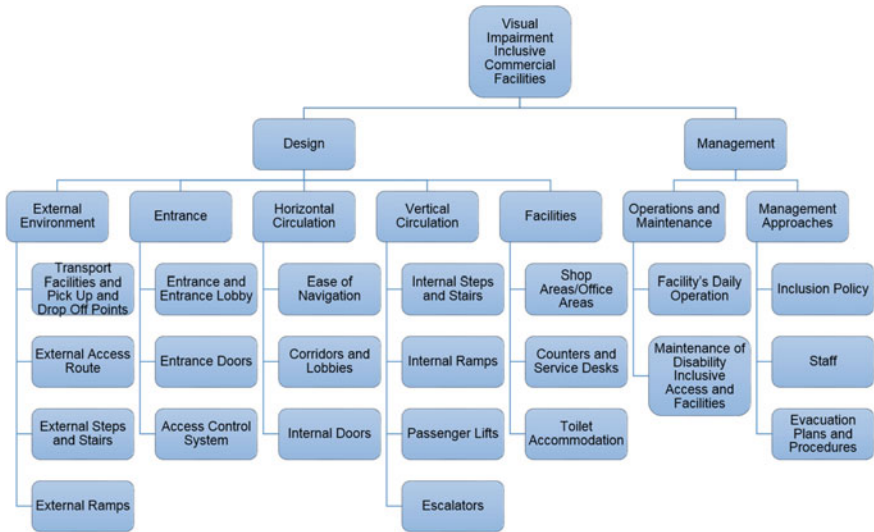 Visual
Impairment
Inclusive
Commercial
Facilities
Design
Management
External
Environment
Entrance
Horizontal
Circulation
Vertical
Circulation
Facilities
Operations and
Maintenance
Management
Approaches
Transport
Facilities and
Pick Up and
Drop Off Points
Entrance and
Entrance Lobby
Ease of
Navigation
Internal Steps
and Stairs
Shop
Areas/Office
Areas
Facility's Daily
Operation
Inclusion Policy
External Access
Route
Entrance Doors
Corridors and
Lobbies
Internal Ramps
Counters and
Service Desks
Maintenance of
Disability
Inclusive
Access and
Facilities
Staff
External Steps
and Stairs
Access Control
System
Internal Doors
Passenger Lifts
Toilet
Accommodation
Evacuation
Plans and
Procedures
External Ramps
Escalators